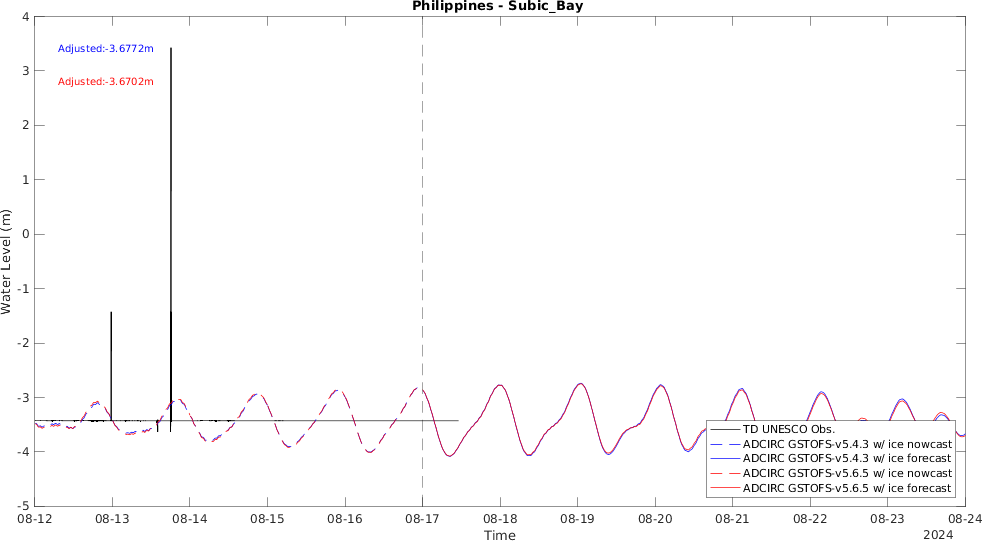 Philippines - Subic_Bay
Adjusted:-3.6772m
Adjusted:-3.6702m
Water Level (m)
4
3
2
1
0
-1
-2
-3
-4
-5
TD UNESCO Obs.
ADCIRC GSTOFS-v5.4.3 w/ ice nowcast
ADCIRC GSTOFS-v5.4.3 w/ ice forecast
ADCIRC GSTOFS-v5.6.5 w/ ice nowcast
ADCIRC GSTOFS-v5.6.5 w/ ice forecast
08-12 08-13 08-14 08-15 08-16 08-17 08-18 08-19 08-20 08-21 08-22 08-23 08-24
Time
2024